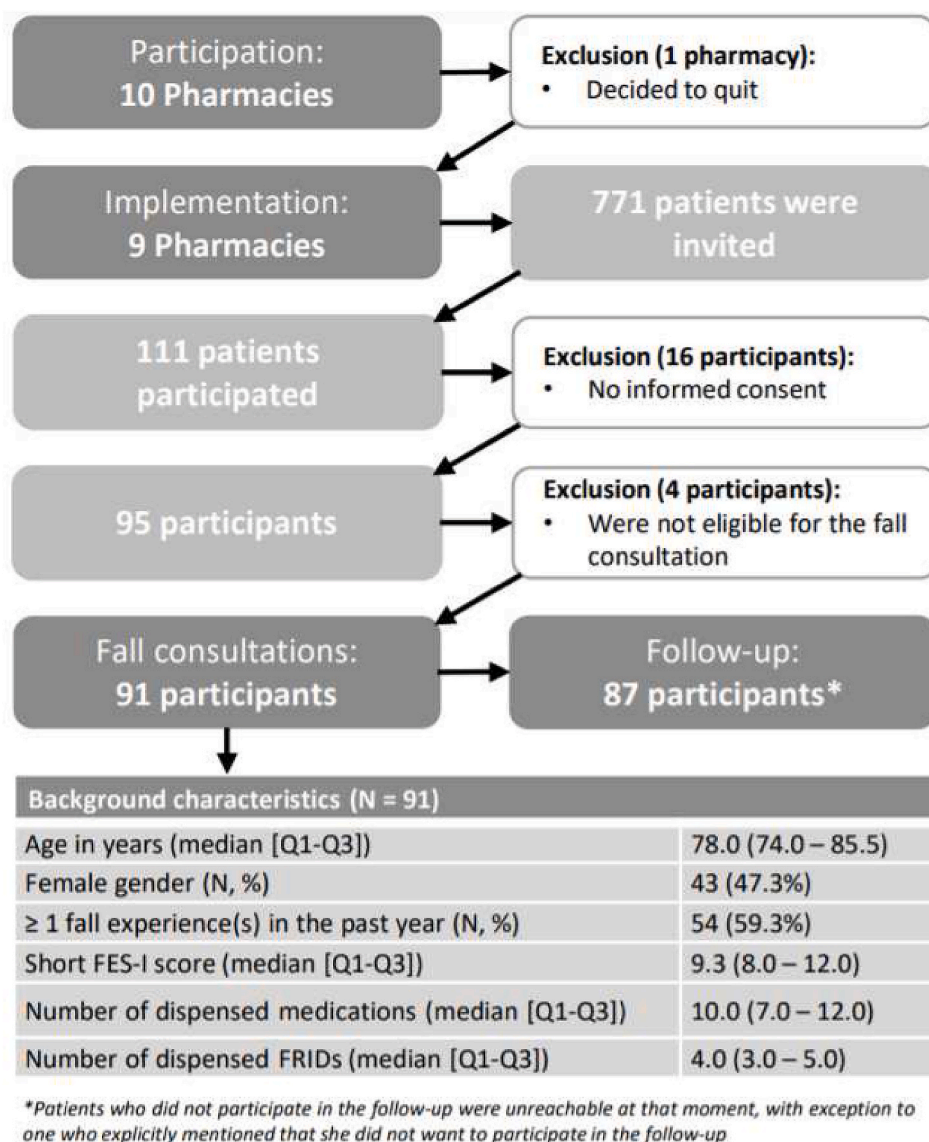 Participation:
10 Pharmacies
Exclusion (1 pharmacy):
• Decided to quit
Implementation:
9 Pharmacies
771 patients were
invited
111 patients
participated
Exclusion (16 participants):
• No informed consent
95 participants
Exclusion (4 participants):
• Were not eligible for the fall
consultation
Fall consultations:
91 participants
Follow-up:
87 participants*
Background characteristics (N = 91)
Age in years (median [Q1-Q3]) 78.0 (74.0 – 85.5)
Female gender (N, %) 43 (47.3%)
≥ 1 fall experience(s) in the past year (N, %) 54 (59.3%)
Short FES-I score (median [Q1-Q3]) 9.3 (8.0 – 12.0)
Number of dispensed medications (median [Q1-Q3]) 10.0 (7.0 – 12.0)
Number of dispensed FRIDs (median [Q1-Q3]) 4.0 (3.0 – 5.0)
*Patients who did not participate in the follow-up were unreachable at that moment, with exception to
one who explicitly mentioned that she did not want to participate in the follow-up